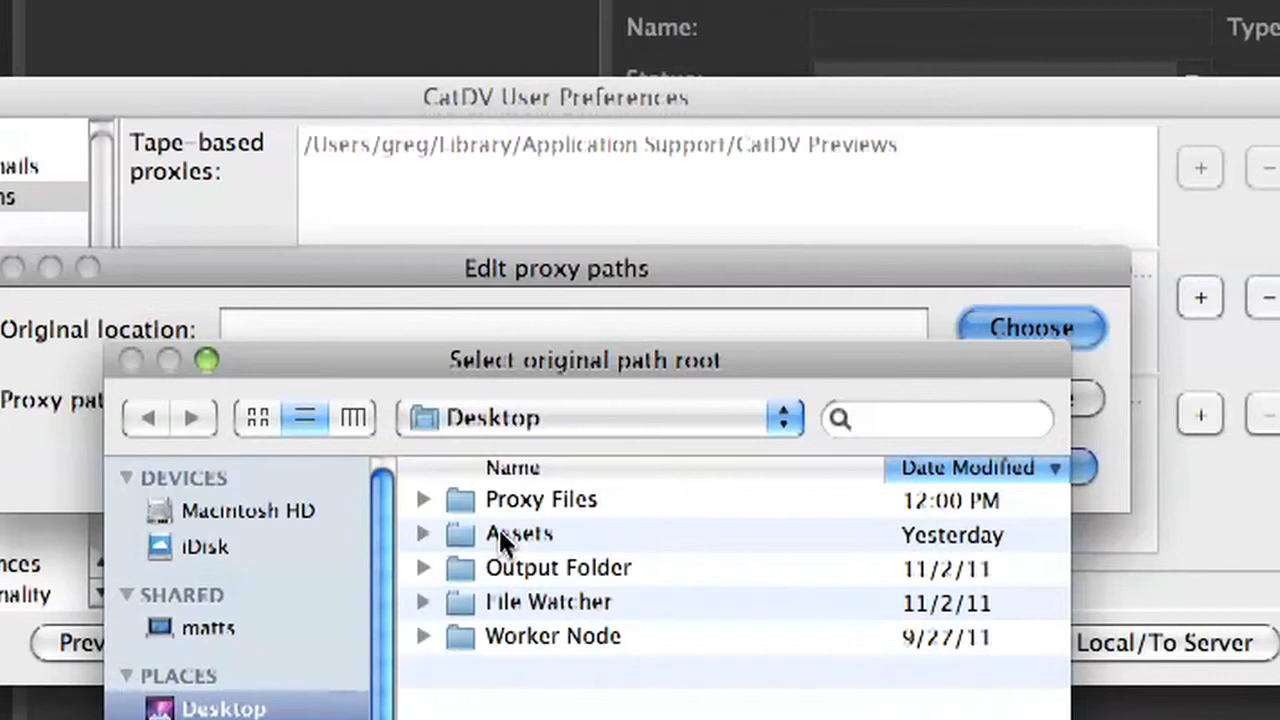 Name:
Type
CatDV User Preferences
Tape-based
proxies:
/Users/greg/Library/Application Support/CatDV Previews
Edit proxy paths
Original location:
Choose
Select original path root
Desktop
DEVICES
Macintosh HD
iDisk
SHARED
matts
PLACES
Desktop
Name
Date Modified
Proxy Files
12:00 PM
Assets
Yesterday
Output Folder
11/2/11
File Watcher
11/2/11
Worker Node
9/27/11
Local/To Server